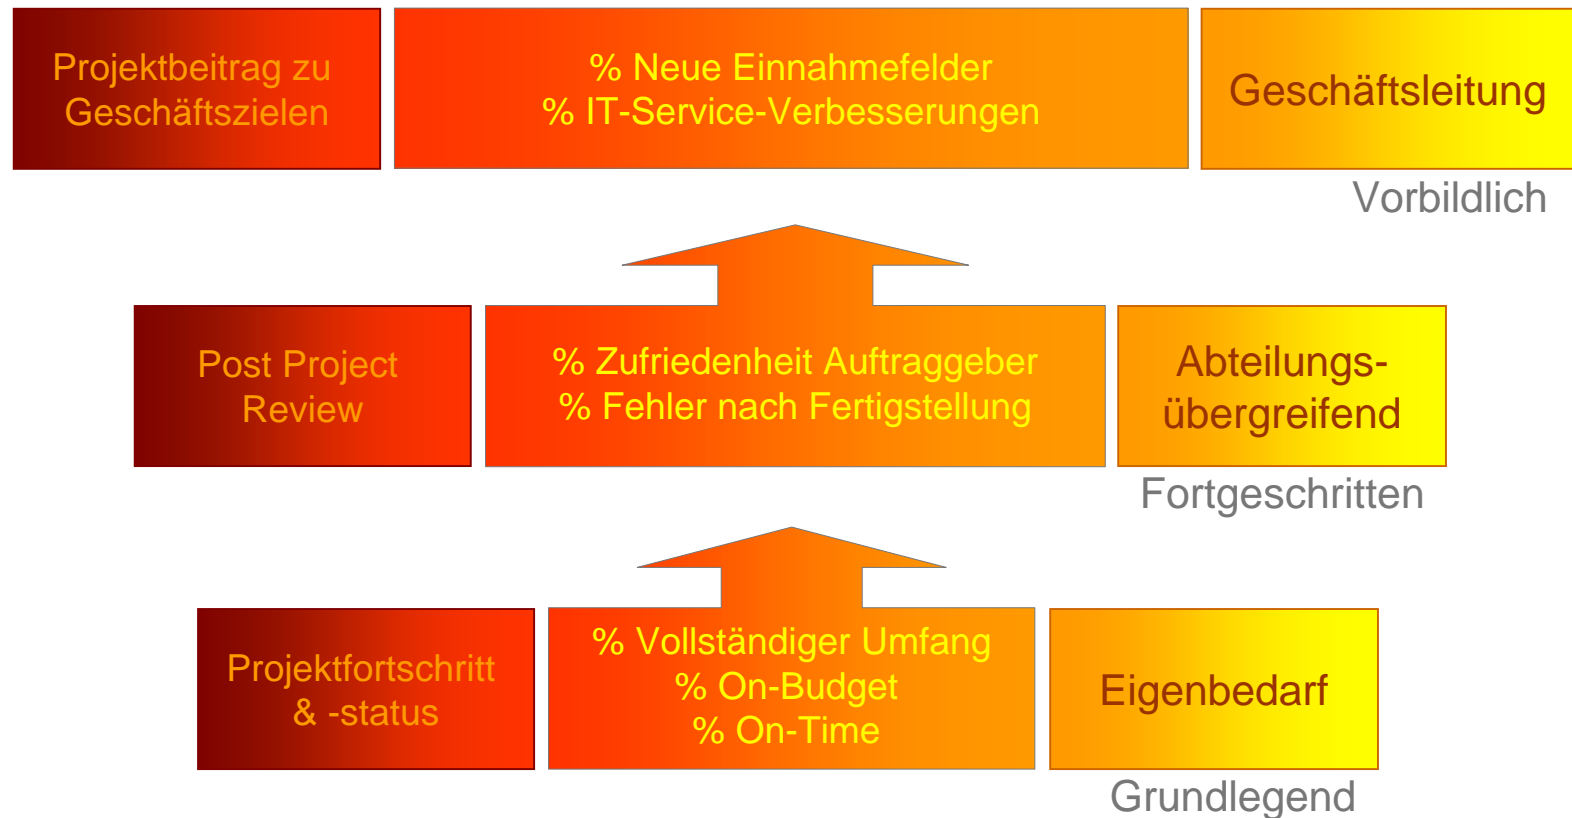 Projektbeitrag zu
Geschäftszielen
% Neue Einnahmefelder
% IT-Service-Verbesserungen
Geschäftsleitung
Vorbildlich
Post Project
Review
% Zufriedenheit Auftraggeber
% Fehler nach Fertigstellung
Abteilungs-
übergreifend
Fortgeschritten
Projektfortschritt
& -status
% Vollständiger Umfang
% On-Budget
% On-Time
Eigenbedarf
Grundlegend